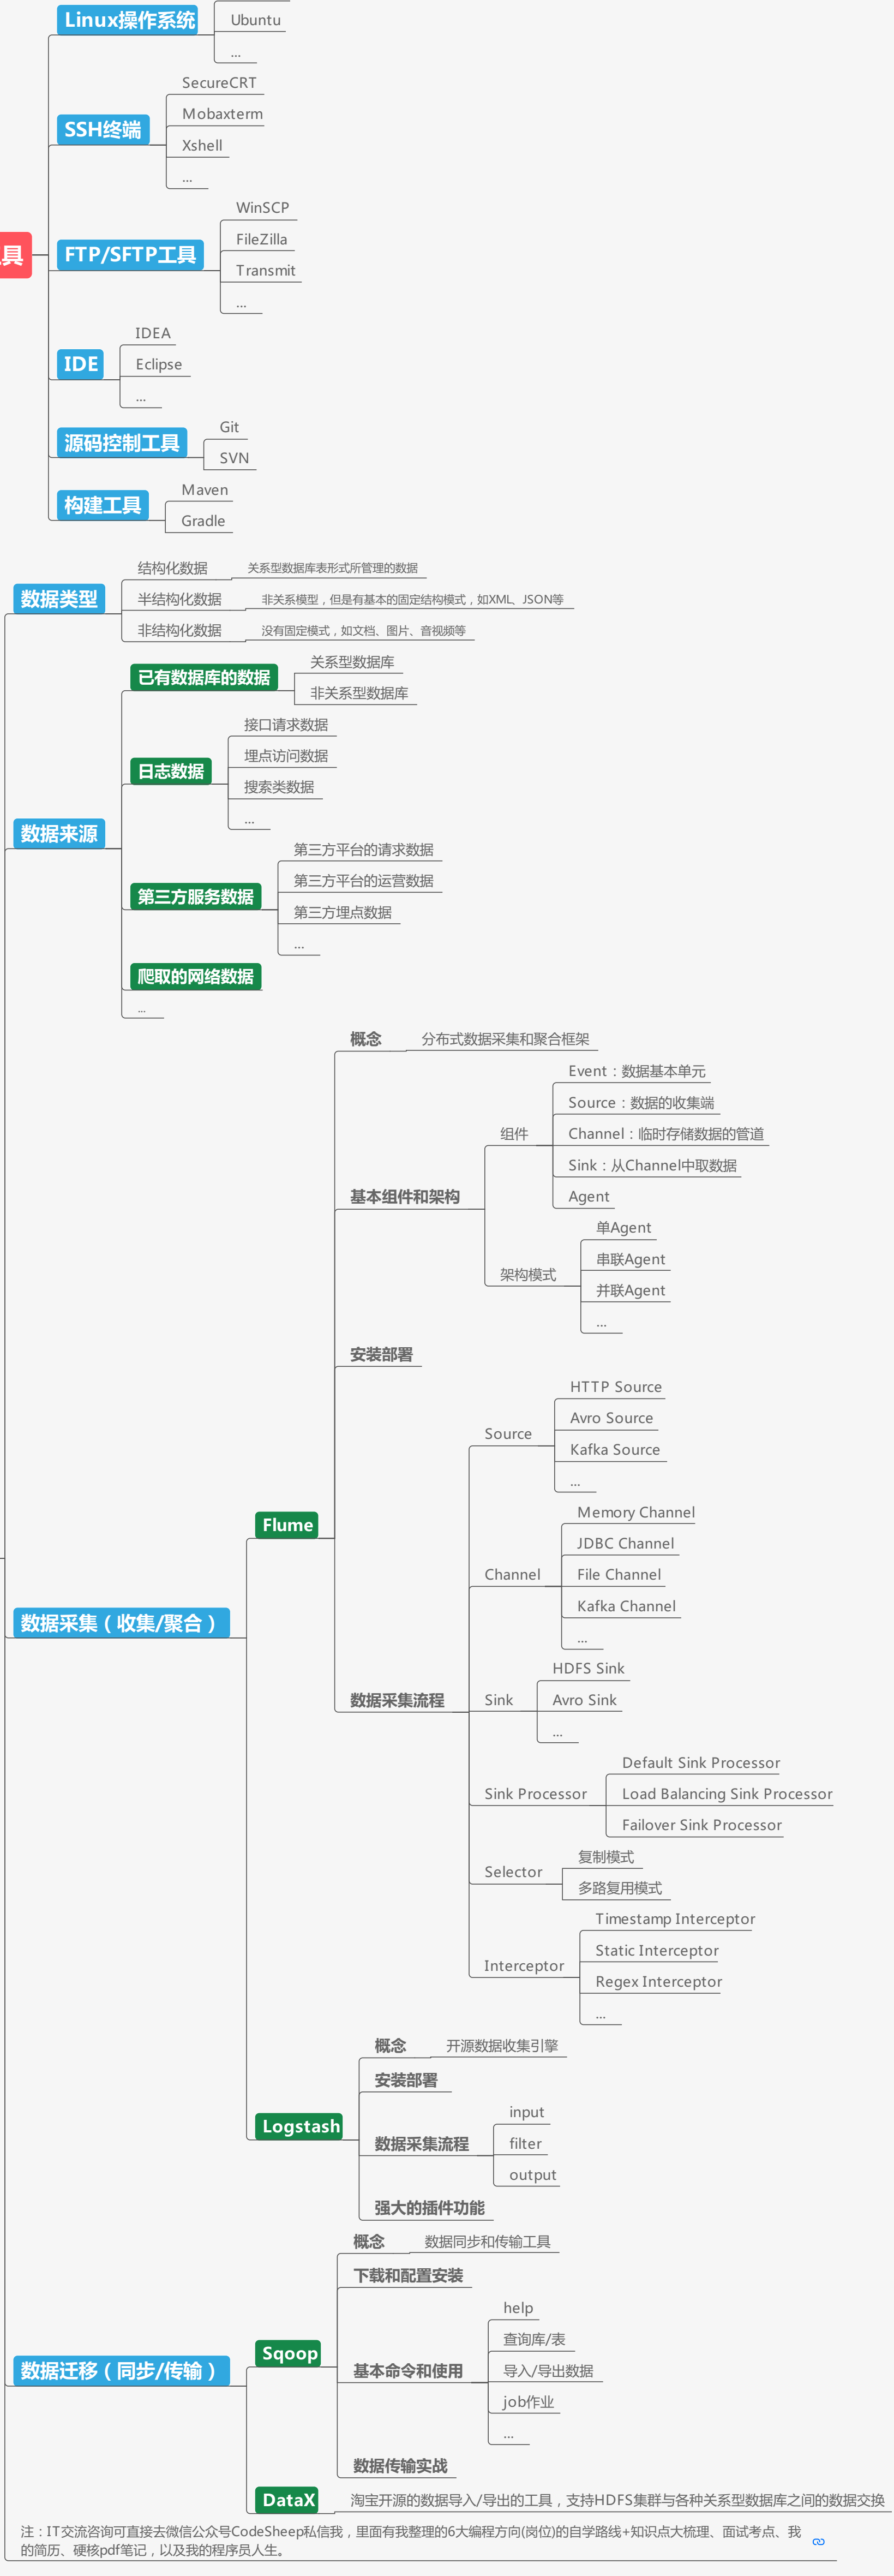 Linux操作系统
Ubuntu
...
SSH终端
SecureCRT
Mobaxterm
Xshell
...
具
FTP/SFTP工具
WinSCP
FileZilla
Transmit
...
IDE
IDEA
Eclipse
...
源码控制工具
Git
SVN
构建工具
Maven
Gradle
数据类型
结构化数据
关系型数据库表形式所管理的数据
半结构化数据
非关系模型，但是有基本的固定结构模式，如XML、JSON等
非结构化数据
没有固定模式，如文档、图片、音视频等
数据来源
已有数据库的数据
关系型数据库
非关系型数据库
日志数据
接口请求数据
埋点访问数据
搜索类数据
...
第三方服务数据
第三方平台的请求数据
第三方平台的运营数据
第三方埋点数据
...
爬取的网络数据
...
数据采集（收集/聚合）
Flume
概念
分布式数据采集和聚合框架
基本组件和架构
组件
Event：数据基本单元
Source：数据的收集端
Channel：临时存储数据的管道
Sink：从Channel中取数据
Agent
架构模式
单Agent
串联Agent
并联Agent
...
安装部署
数据采集流程
Source
HTTP Source
Avro Source
Kafka Source
...
Channel
Memory Channel
JDBC Channel
File Channel
Kafka Channel
...
Sink
HDFS Sink
Avro Sink
...
Sink Processor
Default Sink Processor
Load Balancing Sink Processor
Failover Sink Processor
Selector
复制模式
多路复用模式
Interceptor
Timestamp Interceptor
Static Interceptor
Regex Interceptor
...
Logstash
概念
开源数据收集引擎
安装部署
数据采集流程
input
filter
output
强大的插件功能
数据迁移（同步/传输）
Sqoop
概念
数据同步和传输工具
下载和配置安装
基本命令和使用
help
查询库/表
导入/导出数据
job作业
...
数据传输实战
DataX
淘宝开源的数据导入/导出的工具，支持HDFS集群与各种关系型数据库之间的数据交换
注：IT交流咨询可直接去微信公众号CodeSheep私信我，里面有我整理的6大编程方向(岗位)的自学路线+知识点大梳理、面试考点、我
的简历、硬核pdf笔记，以及我的程序员人生。